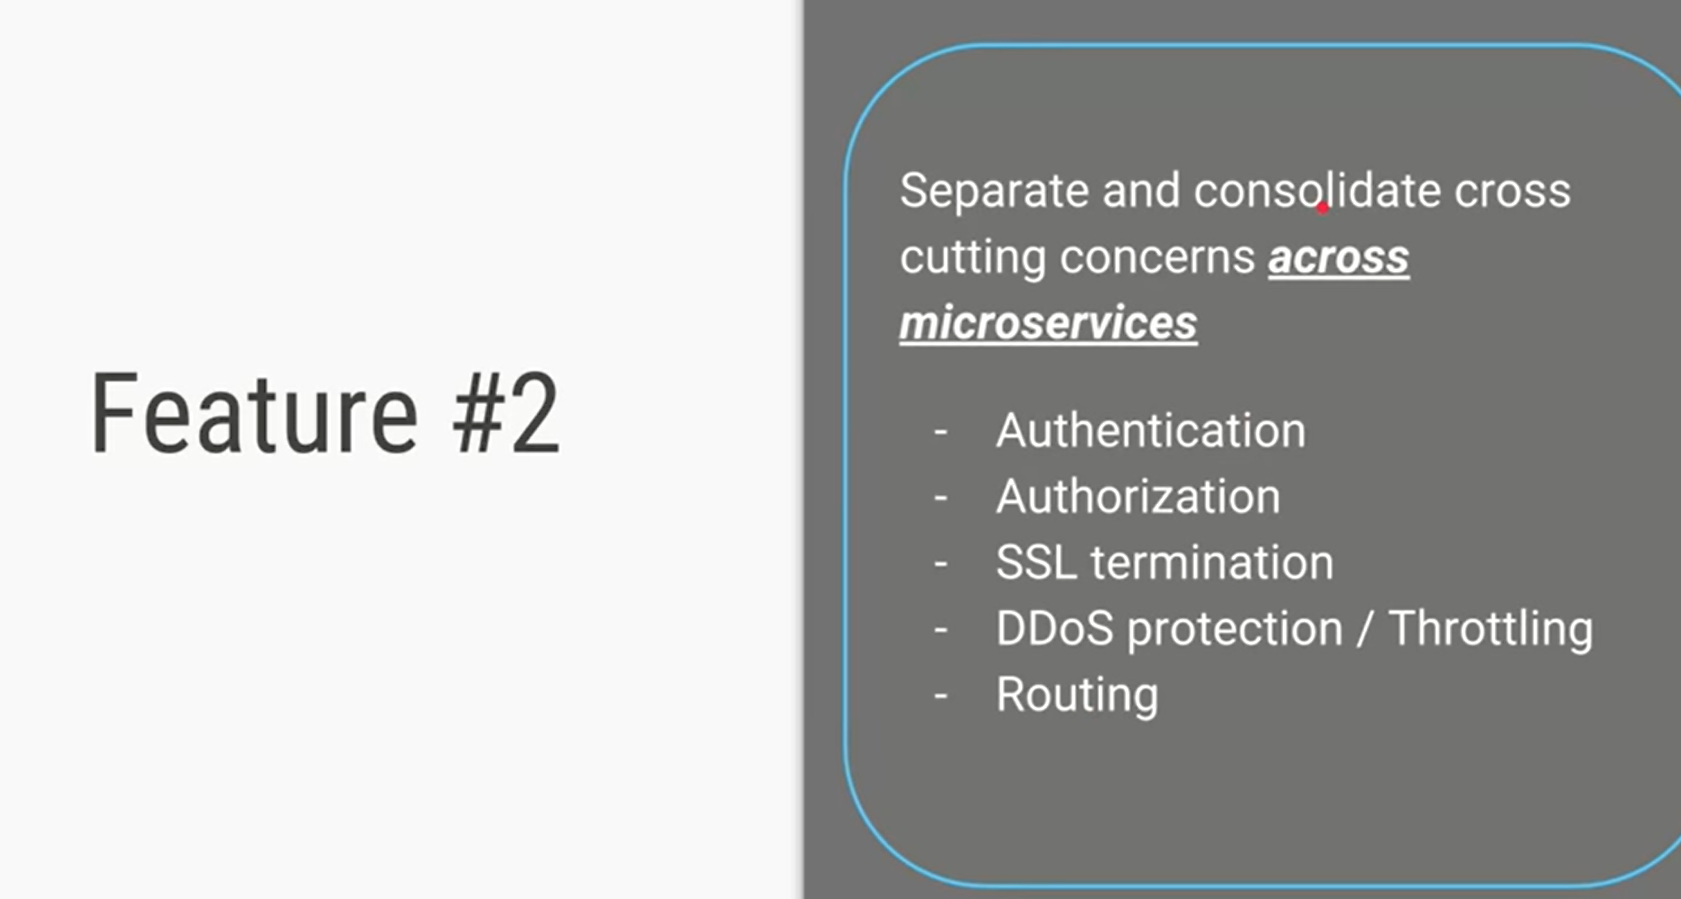 Feature #2
Separate and consolidate cross
cutting concerns across
microservices
- Authentication
- Authorization
- SSL termination
- DDoS protection / Throttling
- Routing